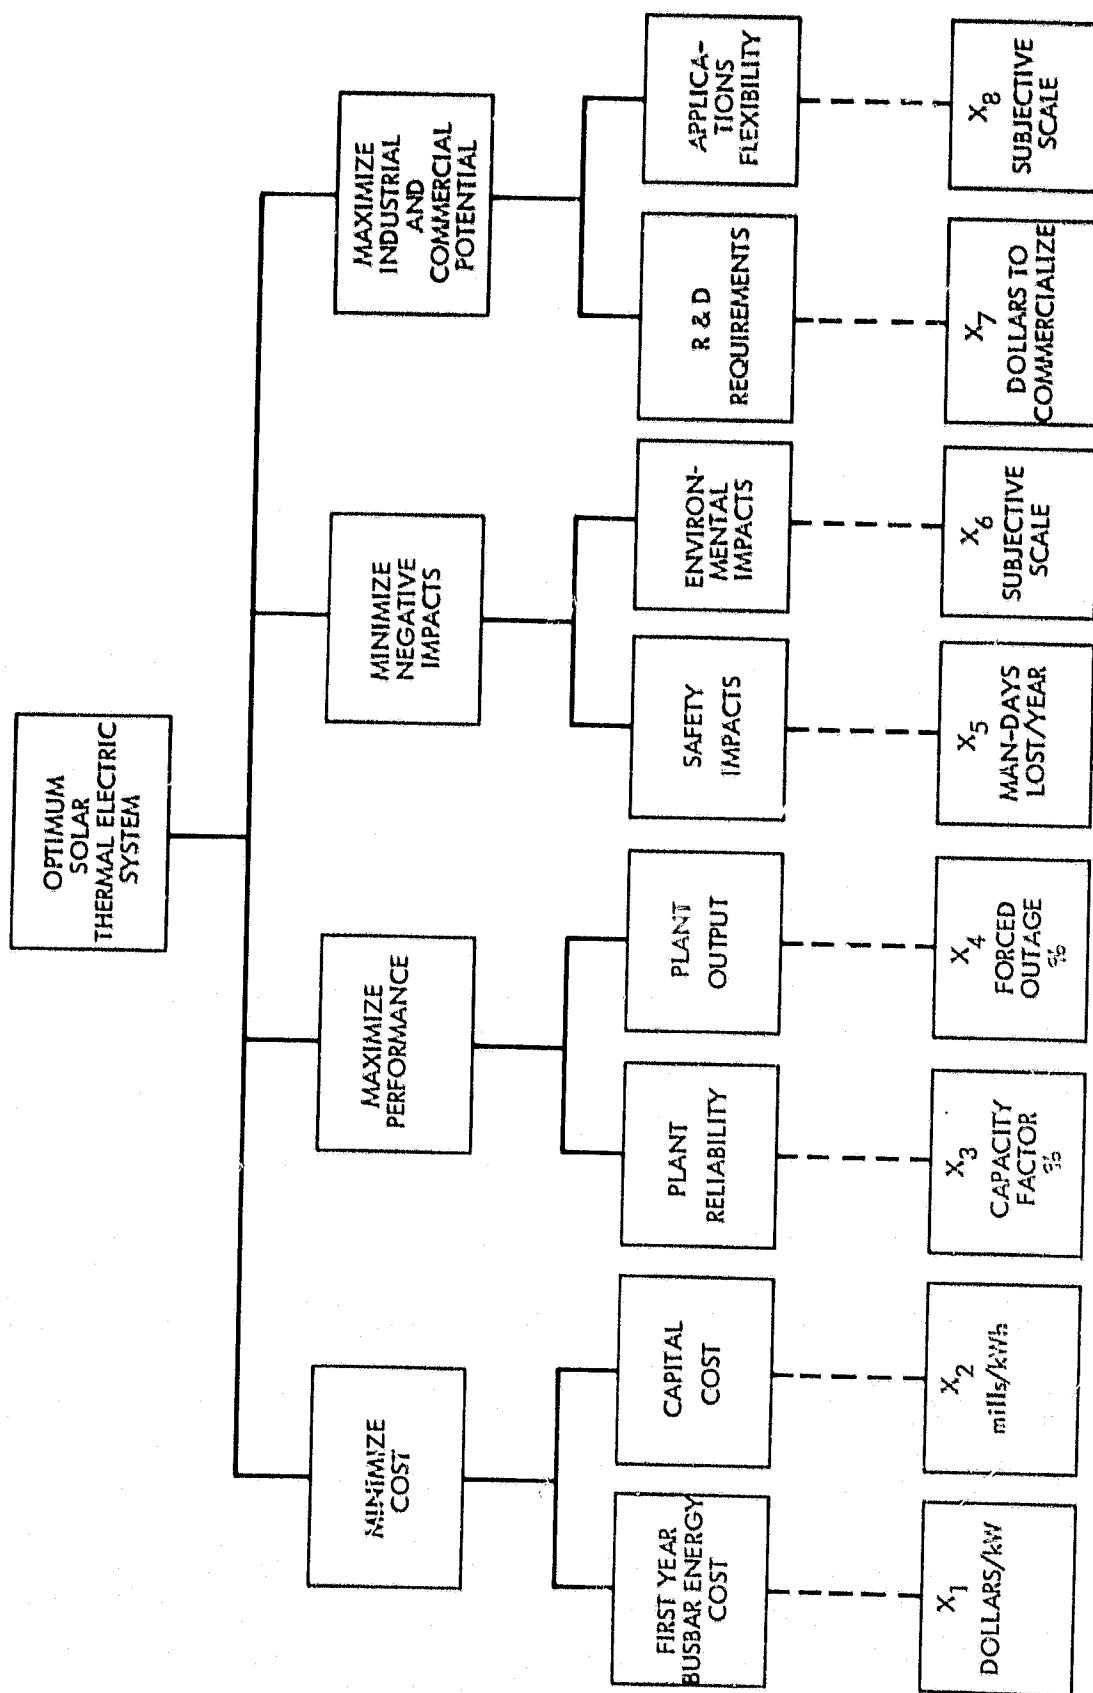 OPTIMUM
SOLAR
THERMAL ELECTRIC
SYSTEM
MINIMIZE
COST
MAXIMIZE
PERFORMANCE
MINIMIZE
NEGATIVE
IMPACTS
MAXIMIZE
INDUSTRIAL
AND
COMMERCIAL
POTENTIAL
FIRST YEAR
BUSBAR ENERGY
COST
CAPITAL
COST
PLANT
RELIABILITY
PLANT
OUTPUT
SAFETY
IMPACTS
ENVIRON-
MENTAL
IMPACTS
R & D
REQUIREMENTS
APPLICA-
TIONS
FLEXIBILITY
X1
DOLLARS/kW
X2
mills/kWh
X3
CAPACITY
FACTOR
%
X4
FORCED
OUTAGE
%
X5
MAN-DAYS
LOST/YEAR
X6
SUBJECTIVE
SCALE
X7
DOLLARS TO
COMMERCIALIZE
X8
SUBJECTIVE
SCALE